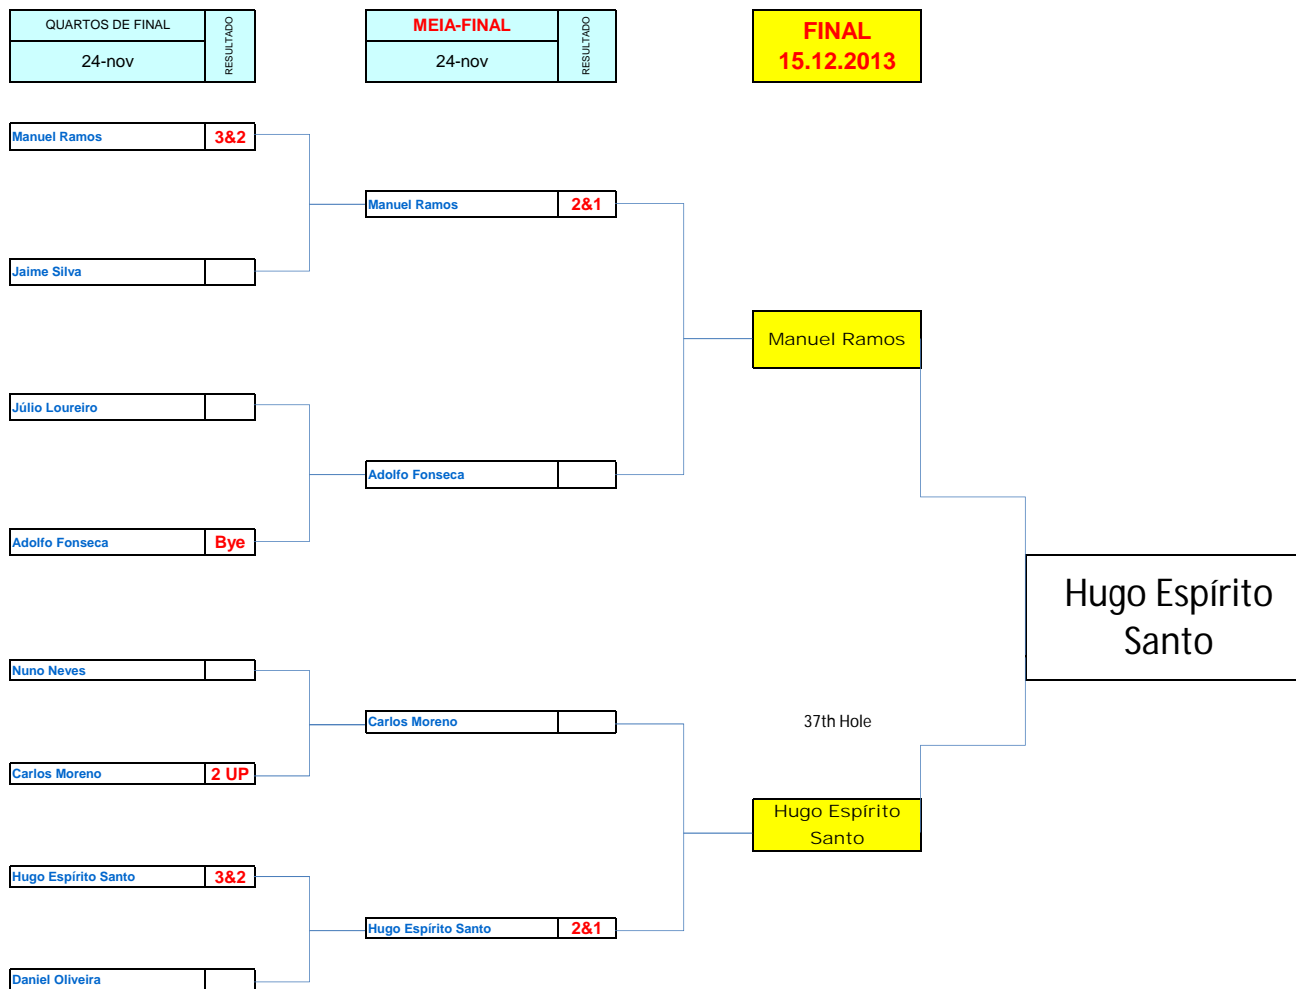 QUARTOS DE FINAL
RESULTADO
24-nov
MEIA-FINAL
RESULTADO
24-nov
FINAL
15.12.2013
Manuel Ramos 3&2
Manuel Ramos 2&1
Jaime Silva
Manuel Ramos
Júlio Loureiro
Adolfo Fonseca
Adolfo Fonseca Bye
Hugo Espírito
Santo
Nuno Neves
Carlos Moreno
37th Hole
Carlos Moreno 2 UP
Hugo Espírito
Santo
Hugo Espírito Santo 3&2
Hugo Espírito Santo 2&1
Daniel Oliveira